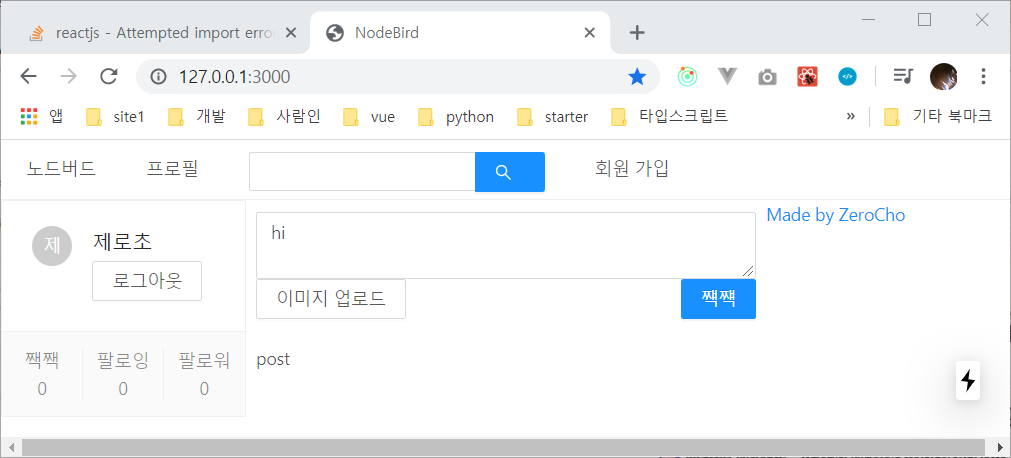 reactjs - Attempted import erro
NodeBird
127.0.0.1:3000
앱 site1 개발 사람인 vue python starter 타입스크립트 » 기타 북마크
노드버드 프로필 회원 가입
제 제로초
로그아웃
hi
Made by ZeroCho
이미지 업로드 짹짹
짹짹 팔로잉 팔로워
0 0 0
post